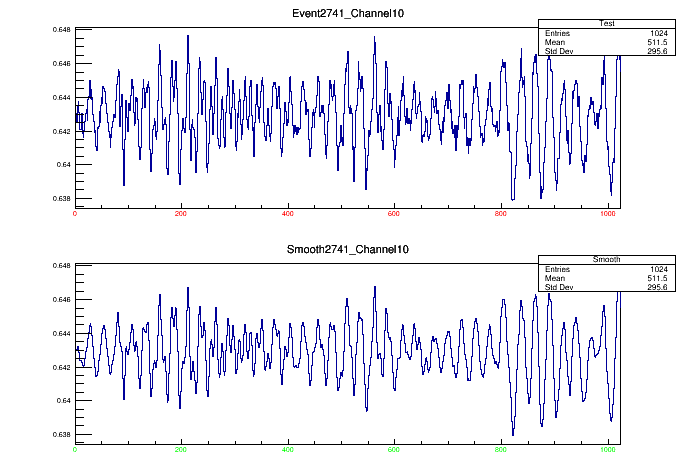 Event2741_Channel10
Test
Entries 1024
Mean 511.5
Std Dev 295.6
0.648
0.646
0.644
0.642
0.64
0.638
0 200 400 600 800 1000
Smooth2741_Channel10
Smooth
Entries 1024
Mean 511.5
Std Dev 295.6
0.648
0.646
0.644
0.642
0.64
0.638
0 200 400 600 800 1000